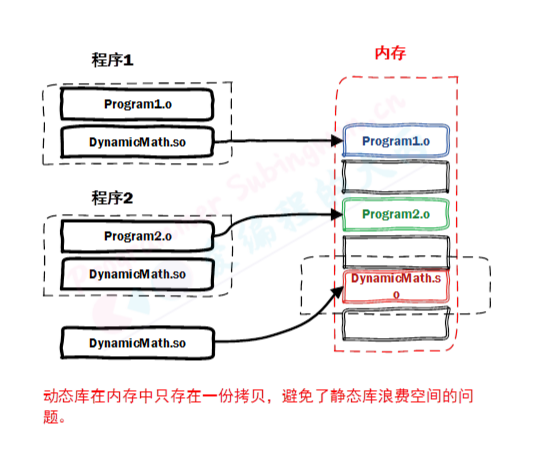 程序1
内存
Program1.o
DynamicMath.so
Program1.o
程序2
Program2.o
Program2.o
DynamicMath.so
DynamicMath.s
o
DynamicMath.so
动态库在内存中只存在一份拷贝，避免了静态库浪费空间的问
题。